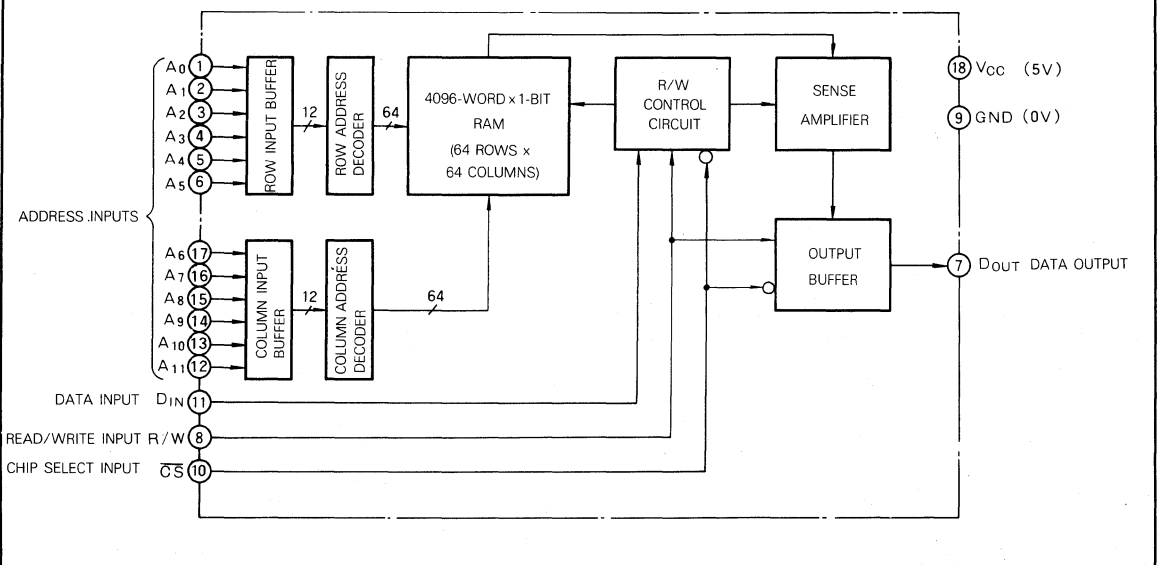 A0 1
A1 2
A2 3
A3 4
A4 5
A5 6
ADDRESS INPUTS
A6 17
A7 16
A8 15
A9 14
A10 13
A11 12
DATA INPUT DIN 11
READ/WRITE INPUT R/W 8
CHIP SELECT INPUT C̅S̅ 10
ROW INPUT BUFFER
12
ROW ADDRESS
DECODER
64
4096-WORD x 1-BIT
RAM
(64 ROWS x
64 COLUMNS)
COLUMN INPUT
BUFFER
12
COLUMN ADDRESS
DECODER
64
R/W
CONTROL
CIRCUIT
SENSE
AMPLIFIER
OUTPUT
BUFFER
18 VCC (5V)
9 GND (0V)
7 DOUT DATA OUTPUT